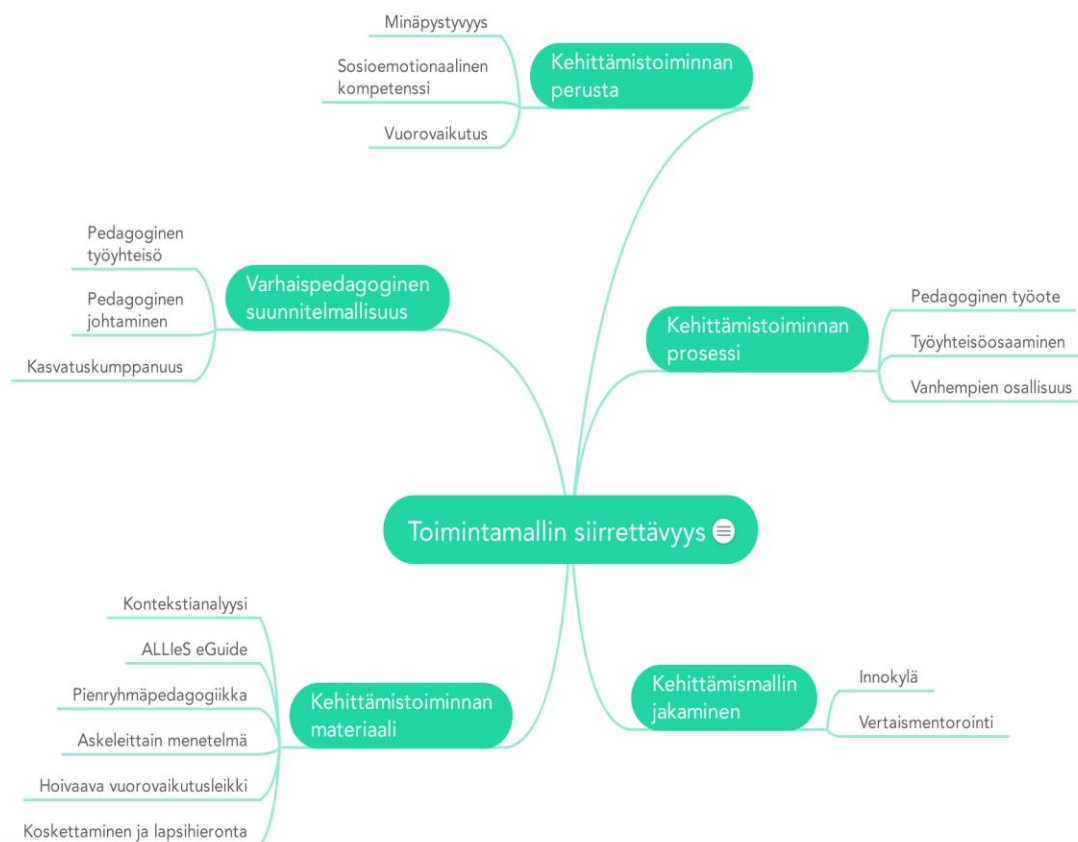 Minäpystyvyys
Sosioemotionaalinen
kompetenssi
Vuorovaikutus
Kehittämistoiminnan
perusta
Pedagoginen
työyhteisö
Pedagoginen
johtaminen
Kasvatuskumppanuus
Varhaispedagoginen
suunnitelmallisuus
Kehittämistoiminnan
prosessi
Pedagoginen työote
Työyhteisöosaaminen
Vanhempien osallisuus
Toimintamallin siirrettävyys
Kontekstianalyysi
ALLIeS eGuide
Pienryhmäpedagogiikka
Askeleittain menetelmä
Hoivaava vuorovaikutusleikki
Koskettaminen ja lapsihieronta
Kehittämistoiminnan
materiaali
Kehittämismallin
jakaminen
Innokylä
Vertaismentorointi